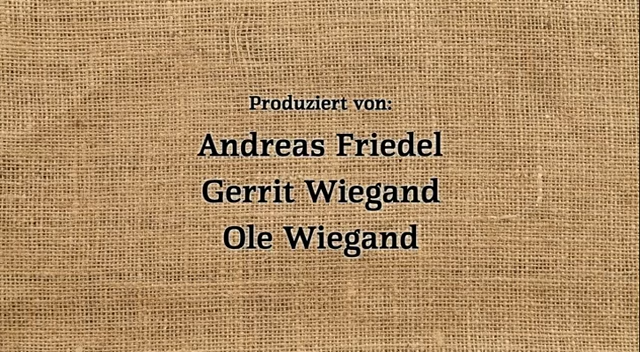 Produziert von:
Andreas Friedel
Gerrit Wiegand
Ole Wiegand